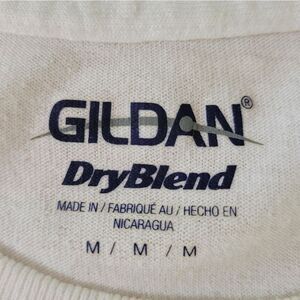 GILDAN®
DryBlend
MADE IN / FABRIQUÉ AU / HECHO EN
NICARAGUA
M / M / M